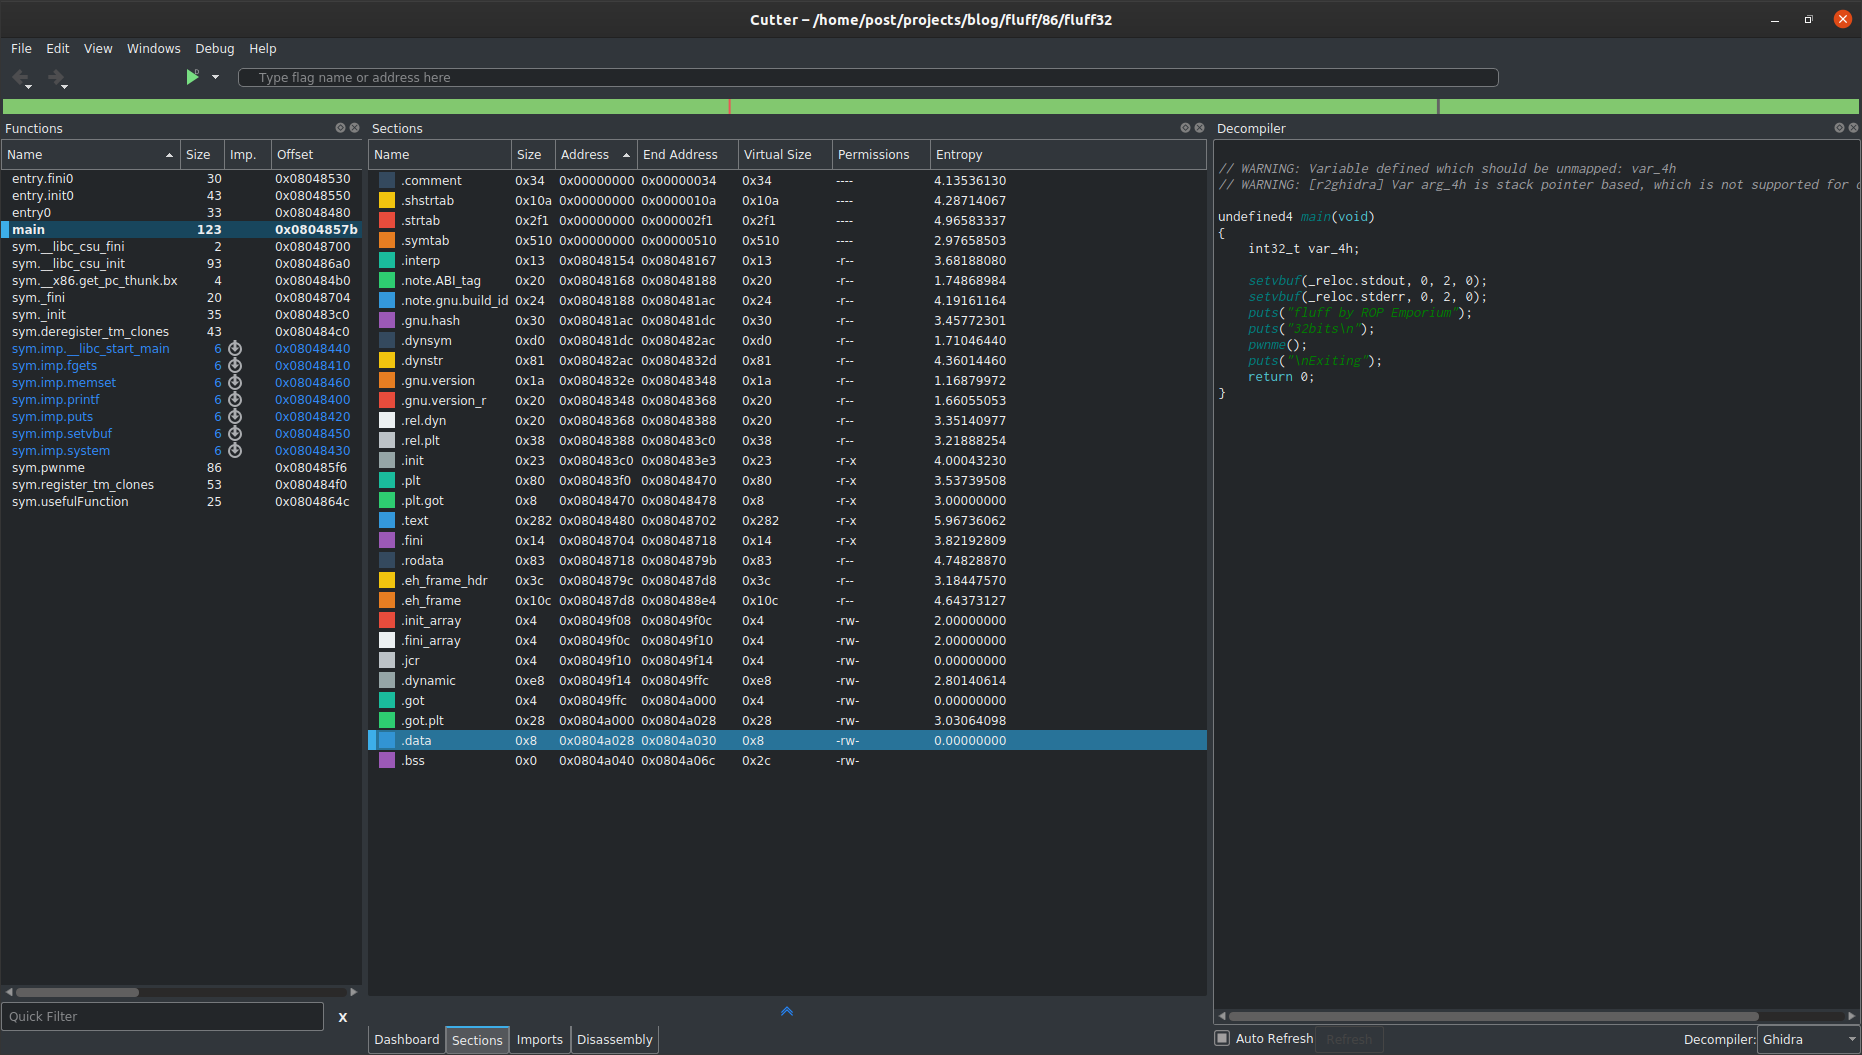 Cutter – /home/post/projects/blog/fluff/86/fluff32
File Edit View Windows Debug Help
Type flag name or address here
Functions
Name Size Imp. Offset
entry.fini0 30 0x08048530
entry.init0 43 0x08048550
entry0 33 0x08048480
main 123 0x0804857b
sym.__libc_csu_fini 2 0x08048700
sym.__libc_csu_init 93 0x080486a0
sym.__x86.get_pc_thunk.bx 4 0x080484b0
sym._fini 20 0x08048704
sym._init 35 0x080483c0
sym.deregister_tm_clones 43 0x080484c0
sym.imp.__libc_start_main 6 0x08048440
sym.imp.fgets 6 0x08048410
sym.imp.memset 6 0x08048460
sym.imp.printf 6 0x08048400
sym.imp.puts 6 0x08048420
sym.imp.setvbuf 6 0x08048450
sym.imp.system 6 0x08048430
sym.pwnme 86 0x080485f6
sym.register_tm_clones 53 0x080484f0
sym.usefulFunction 25 0x0804864c
Quick Filter X
Sections
Name Size Address End Address Virtual Size Permissions Entropy
.comment 0x34 0x00000000 0x00000034 0x34 ---- 4.13536130
.shstrtab 0x10a 0x00000000 0x0000010a 0x10a ---- 4.28714067
.strtab 0x2f1 0x00000000 0x000002f1 0x2f1 ---- 4.96583337
.symtab 0x510 0x00000000 0x00000510 0x510 ---- 2.97658503
.interp 0x13 0x08048154 0x08048167 0x13 -r-- 3.68188080
.note.ABI_tag 0x20 0x08048168 0x08048188 0x20 -r-- 1.74868984
.note.gnu.build_id 0x24 0x08048188 0x080481ac 0x24 -r-- 4.19161164
.gnu.hash 0x30 0x080481ac 0x080481dc 0x30 -r-- 3.45772301
.dynsym 0xd0 0x080481dc 0x080482ac 0xd0 -r-- 1.71046440
.dynstr 0x81 0x080482ac 0x0804832d 0x81 -r-- 4.36014460
.gnu.version 0x1a 0x0804832e 0x08048348 0x1a -r-- 1.16879972
.gnu.version_r 0x20 0x08048348 0x08048368 0x20 -r-- 1.66055053
.rel.dyn 0x20 0x08048368 0x08048388 0x20 -r-- 3.35140977
.rel.plt 0x38 0x08048388 0x080483c0 0x38 -r-- 3.21888254
.init 0x23 0x080483c0 0x080483e3 0x23 -r-x 4.00043230
.plt 0x80 0x080483f0 0x08048470 0x80 -r-x 3.53739508
.plt.got 0x8 0x08048470 0x08048478 0x8 -r-x 3.00000000
.text 0x282 0x08048480 0x08048702 0x282 -r-x 5.96736062
.fini 0x14 0x08048704 0x08048718 0x14 -r-x 3.82192809
.rodata 0x83 0x08048718 0x0804879b 0x83 -r-- 4.74828870
.eh_frame_hdr 0x3c 0x0804879c 0x080487d8 0x3c -r-- 3.18447570
.eh_frame 0x10c 0x080487d8 0x080488e4 0x10c -r-- 4.64373127
.init_array 0x4 0x08049f08 0x08049f0c 0x4 -rw- 2.00000000
.fini_array 0x4 0x08049f0c 0x08049f10 0x4 -rw- 2.00000000
.jcr 0x4 0x08049f10 0x08049f14 0x4 -rw- 0.00000000
.dynamic 0xe8 0x08049f14 0x08049ffc 0xe8 -rw- 2.80140614
.got 0x4 0x08049ffc 0x0804a000 0x4 -rw- 0.00000000
.got.plt 0x28 0x0804a000 0x0804a028 0x28 -rw- 3.03064098
.data 0x8 0x0804a028 0x0804a030 0x8 -rw- 0.00000000
.bss 0x0 0x0804a040 0x0804a06c 0x2c -rw-
Dashboard Sections Imports Disassembly
Decompiler
// WARNING: Variable defined which should be unmapped: var_4h
// WARNING: [r2ghidra] Var arg_4h is stack pointer based, which is not supported for
undefined4 main(void)
{
int32_t var_4h;
setvbuf(_reloc.stdout, 0, 2, 0);
setvbuf(_reloc.stderr, 0, 2, 0);
puts("fluff by ROP Emporium");
puts("32bits\n");
pwnme();
puts("\nExiting");
return 0;
}
Auto Refresh Refresh Decompiler: Ghidra